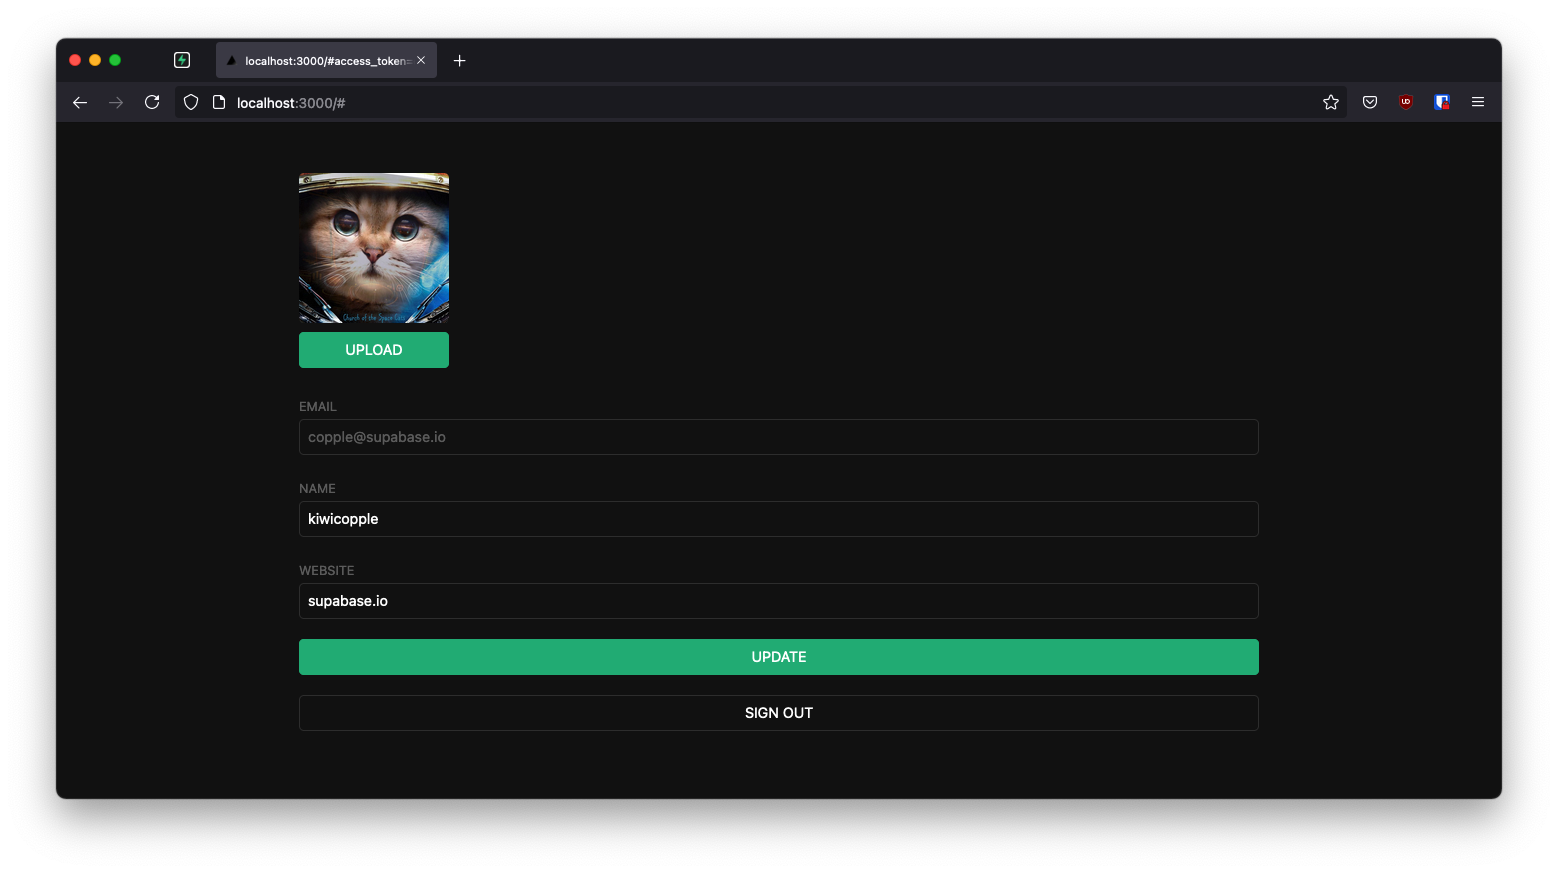 localhost:3000/#access_token=
localhost:3000/#
Church of the Space Cats
UPLOAD
EMAIL
copple@supabase.io
NAME
kiwicopple
WEBSITE
supabase.io
UPDATE
SIGN OUT